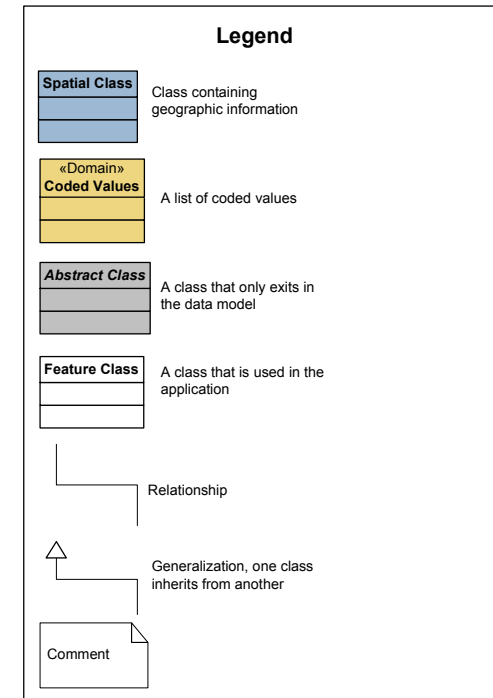 Legend
Spatial Class
Class containing
geographic information
«Domain»
Coded Values
A list of coded values
Abstract Class
A class that only exits in
the data model
Feature Class
A class that is used in the
application
Relationship
Generalization, one class
inherits from another
Comment